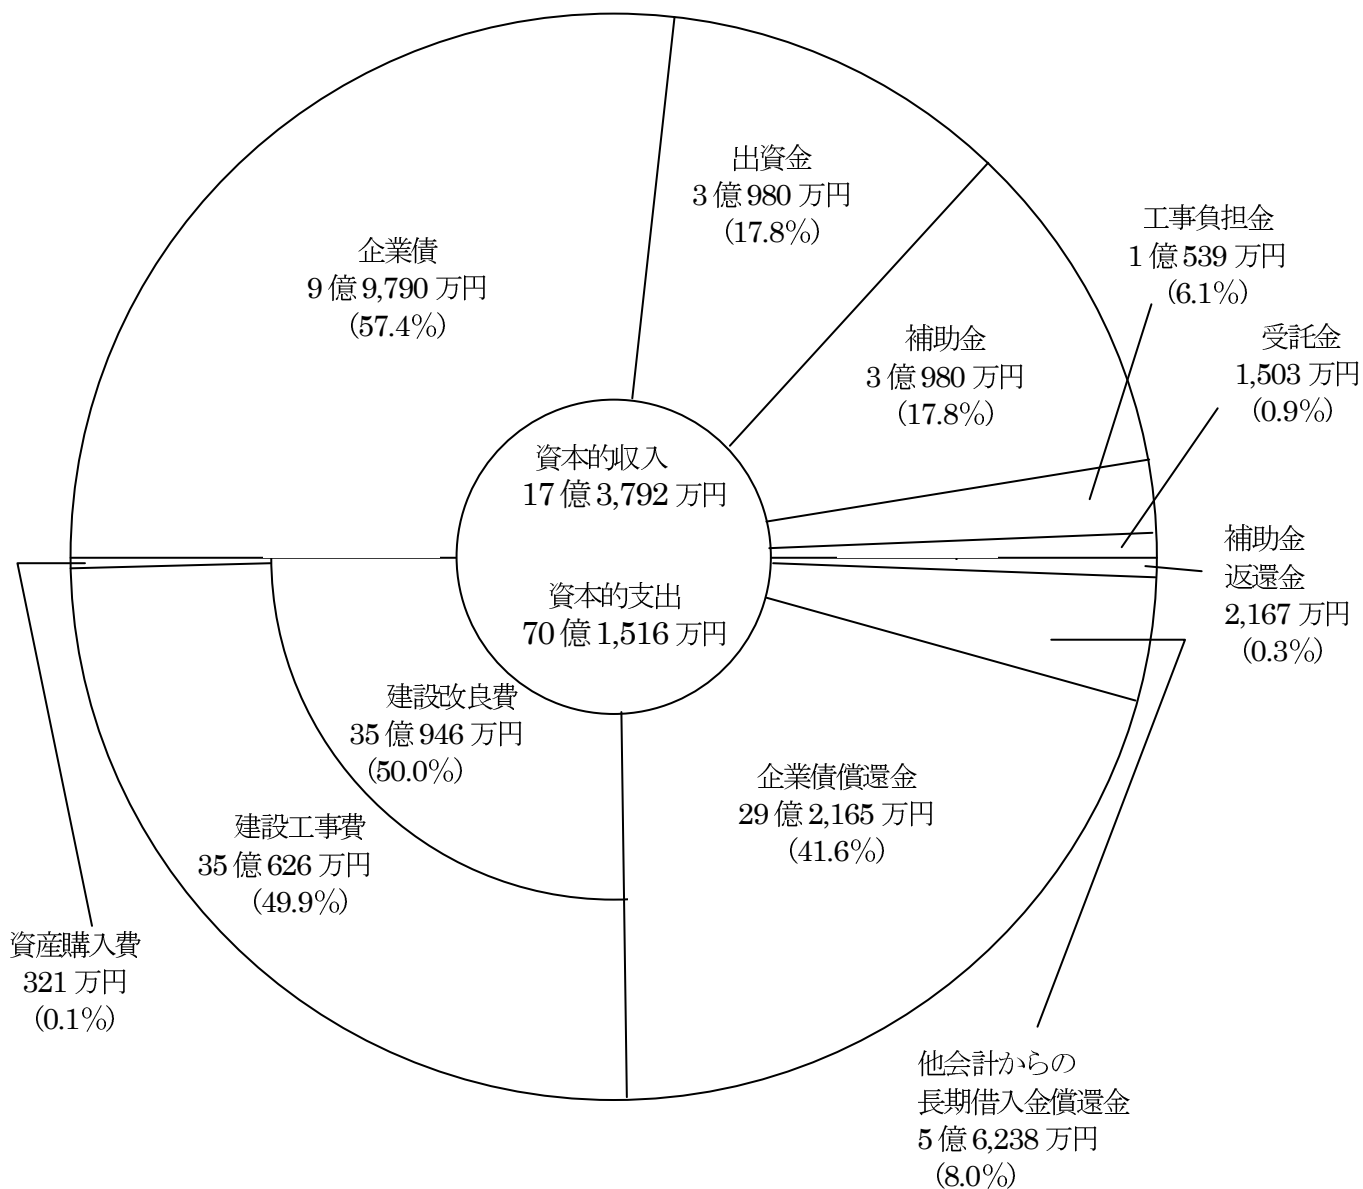 出資金
3億980万円
(17.8%)
企業債
9億9,790万円
(57.4%)
工事負担金
1億539万円
(6.1%)
補助金
3億980万円
(17.8%)
受託金
1,503万円
(0.9%)
資本的収入
17億3,792万円
資本的支出
70億1,516万円
補助金
返還金
2,167万円
(0.3%)
建設改良費
35億946万円
(50.0%)
企業債償還金
29億2,165万円
(41.6%)
建設工事費
35億626万円
(49.9%)
資産購入費
321万円
(0.1%)
他会計からの
長期借入金償還金
5億6,238万円
(8.0%)